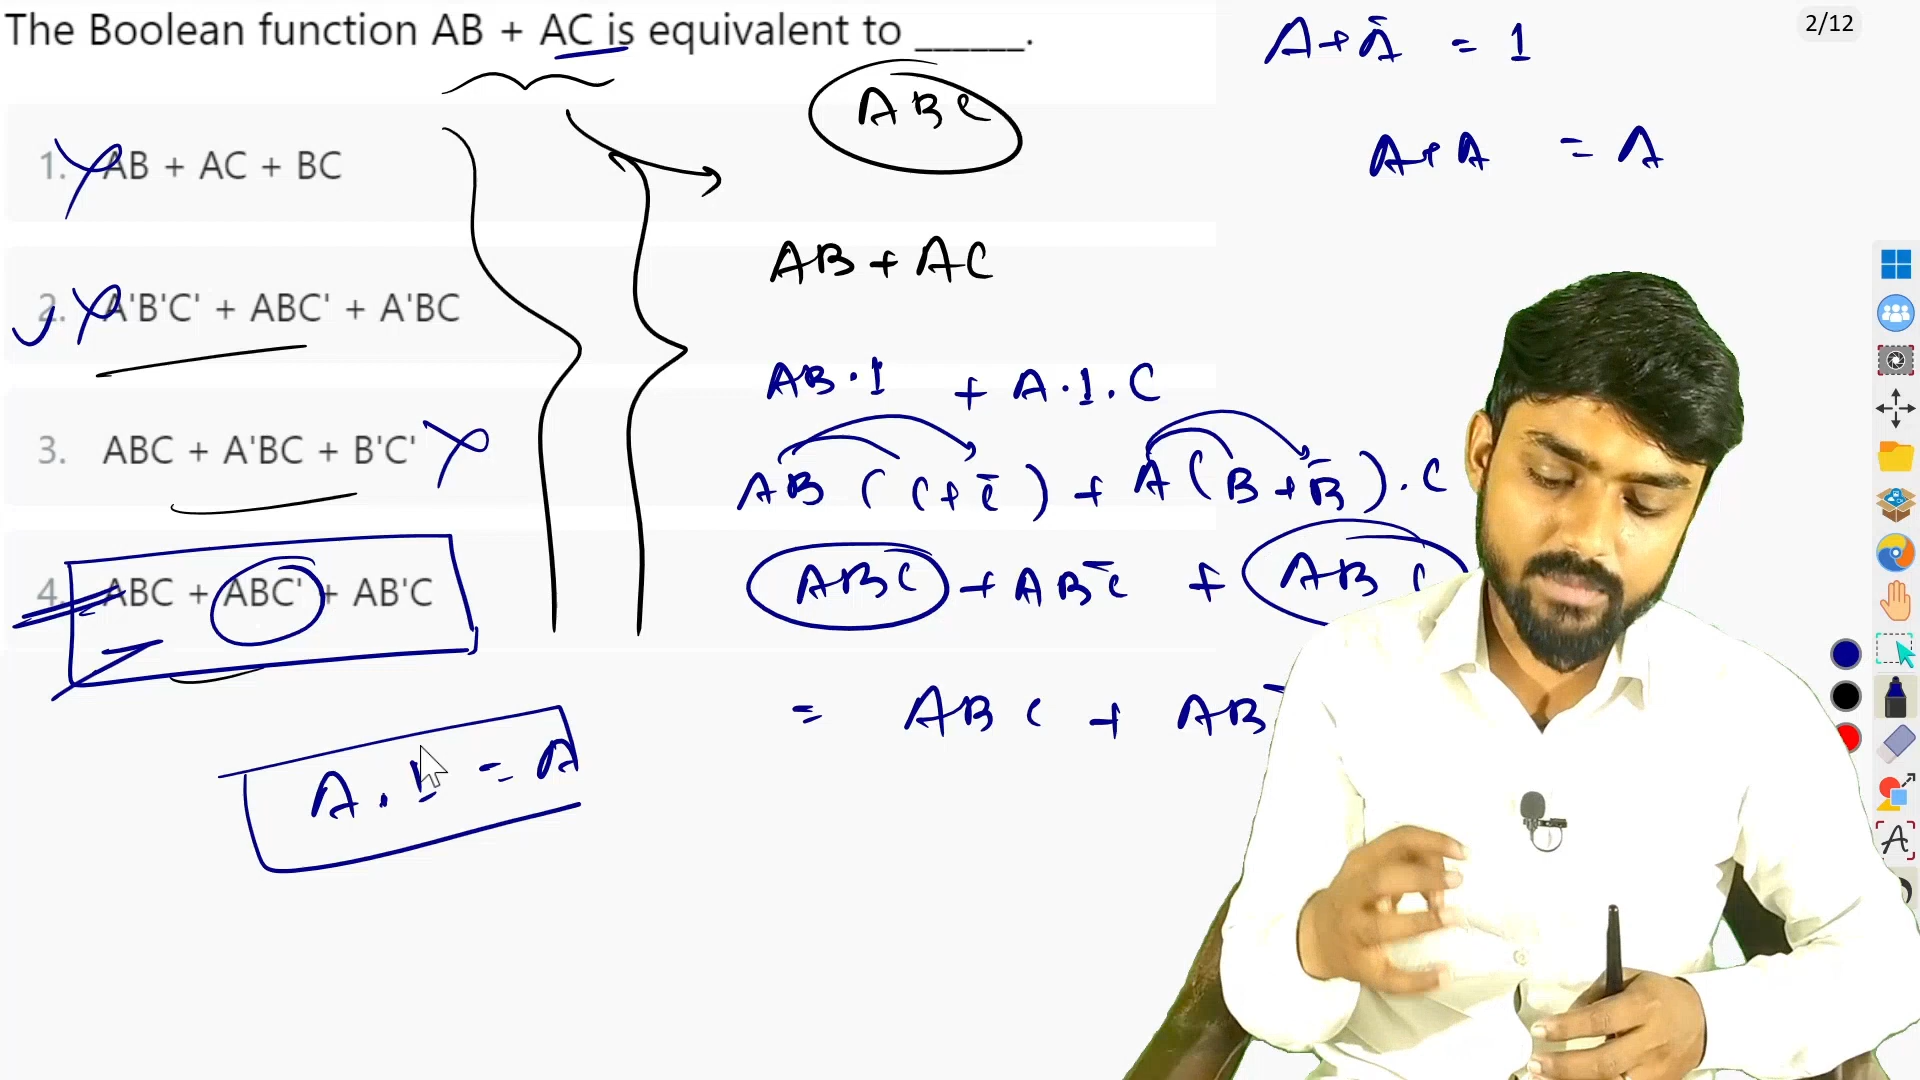 The Boolean function AB + AC is equivalent to ______.
1. AB + AC + BC
2. A'B'C' + ABC' + A'BC
3. ABC + A'BC + B'C'
4. ABC + ABC' + AB'C
A . 1 = A
ABC
AB + AC
AB . 1 + A . 1 . C
AB ( C + C̄ ) + A ( B + B̄ ) . C
ABC + ABC̄ + AB
= ABC + AB
A + Ā = 1
A + A = A
2/12